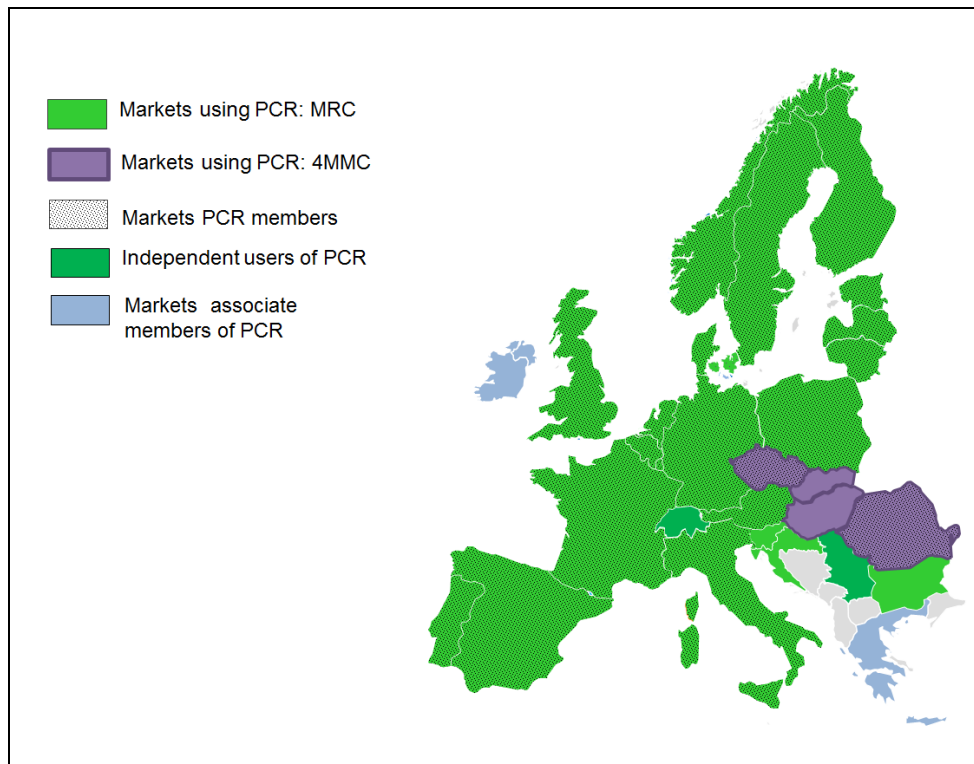 Markets using PCR: MRC
Markets using PCR: 4MMC
Markets PCR members
Independent users of PCR
Markets associate
members of PCR